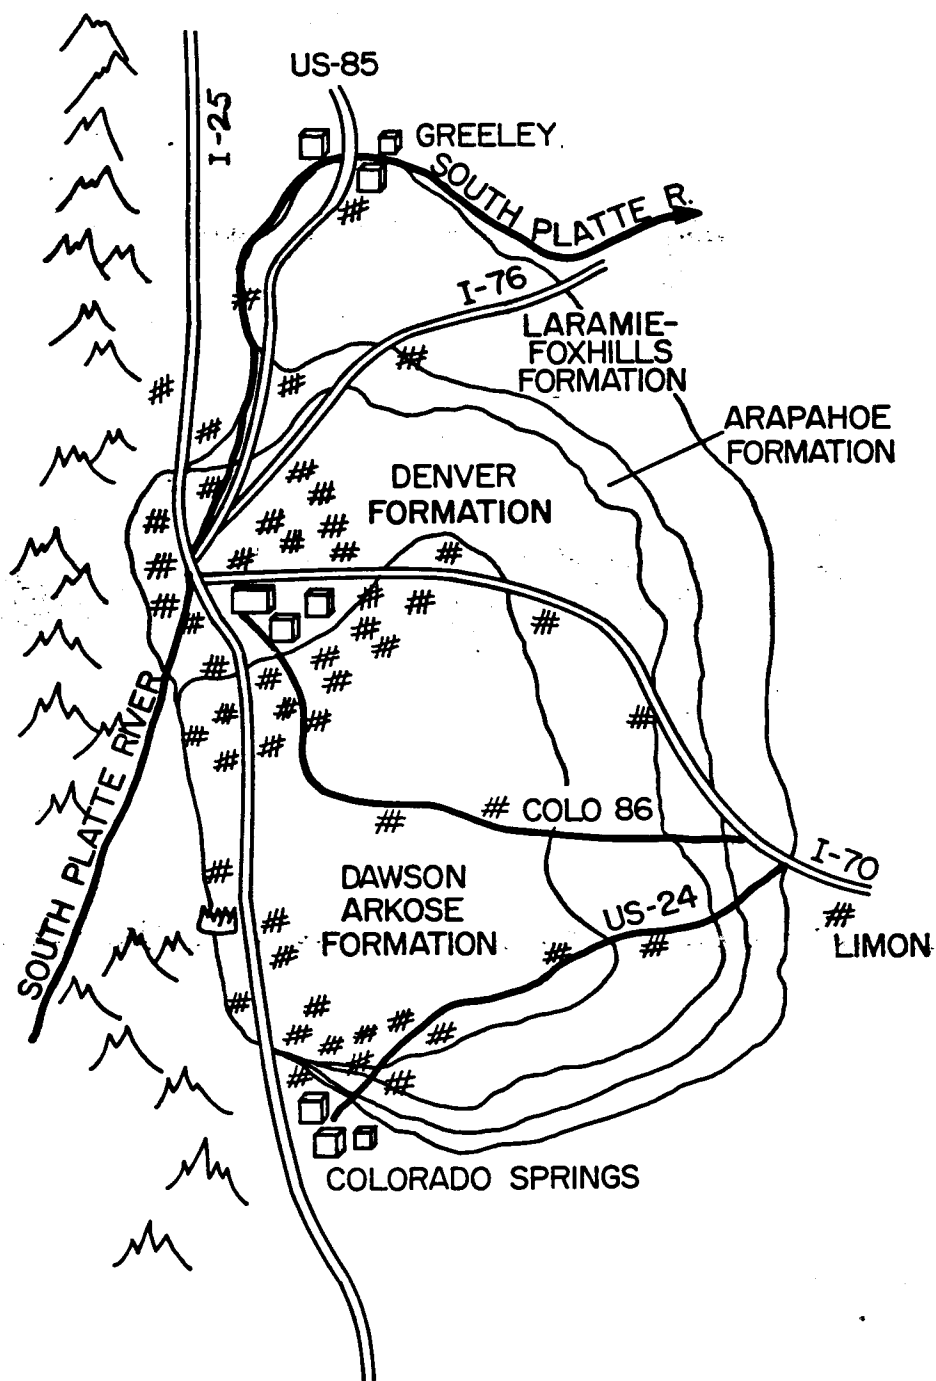 US-85
I-25
GREELEY
SOUTH PLATTE R.
I-76
LARAMIE-
FOXHILLS
FORMATION
ARAPAHOE
FORMATION
DENVER
FORMATION
SOUTH PLATTE RIVER
COLO 86
I-70
DAWSON
ARKOSE
FORMATION
US-24
LIMON
COLORADO SPRINGS